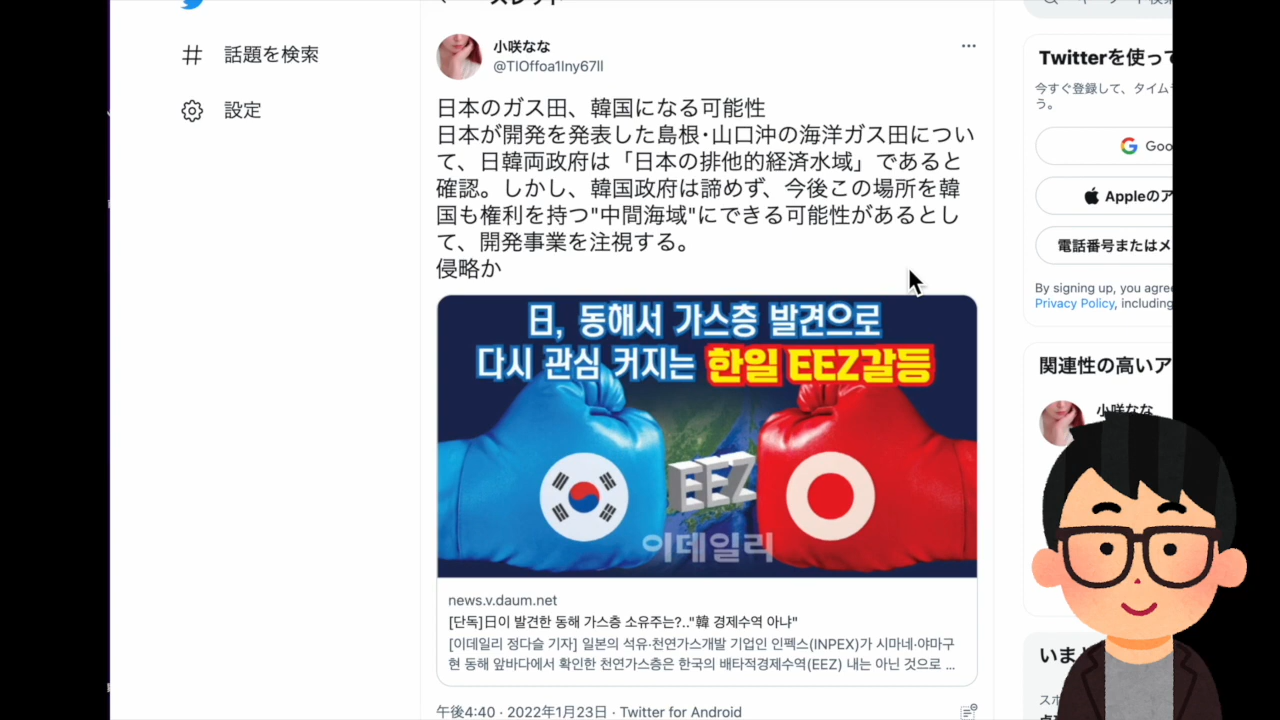 話題を検索
設定
小咲なな
@TIOffoa1Iny67Il
日本のガス田、韓国になる可能性
日本が開発を発表した島根･山口沖の海洋ガス田につい
て、日韓両政府は「日本の排他的経済水域」であると
確認。しかし、韓国政府は諦めず、今後この場所を韓
国も権利を持つ"中間海域"にできる可能性があるとし
て、開発事業を注視する。
侵略か
日, 동해서 가스층 발견으로
다시 관심 커지는 한일 EEZ갈등
EEZ
이데일리
news.v.daum.net
[단독]日이 발견한 동해 가스층 소유주는?.."韓 경제수역 아냐"
[이데일리 정다슬 기자] 일본의 석유·천연가스개발 기업인 인펙스(INPEX)가 시마네·야마구
현 동해 앞바다에서 확인한 천연가스층은 한국의 배타적경제수역(EEZ) 내는 아닌 것으로 ...
午後4:40 · 2022年1月23日 · Twitter for Android
Twitterを使って
今すぐ登録して、タイムラ
う。
Goo
Appleのア
電話番号またはメ
By signing up, you agree
Privacy Policy, including
関連性の高いア
小咲なな
いま
スポ